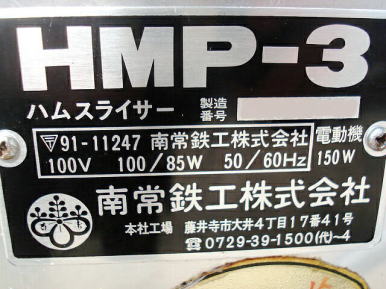 HMP-3
ハムスライサー 製造番号
▽91-11247 南常鉄工株式会社 電動機
100V 100/85W 50/60Hz 150W
南常鉄工株式会社
本社工場 藤井寺市大井4丁目17番41号
☎0729-39-1500(代)~4